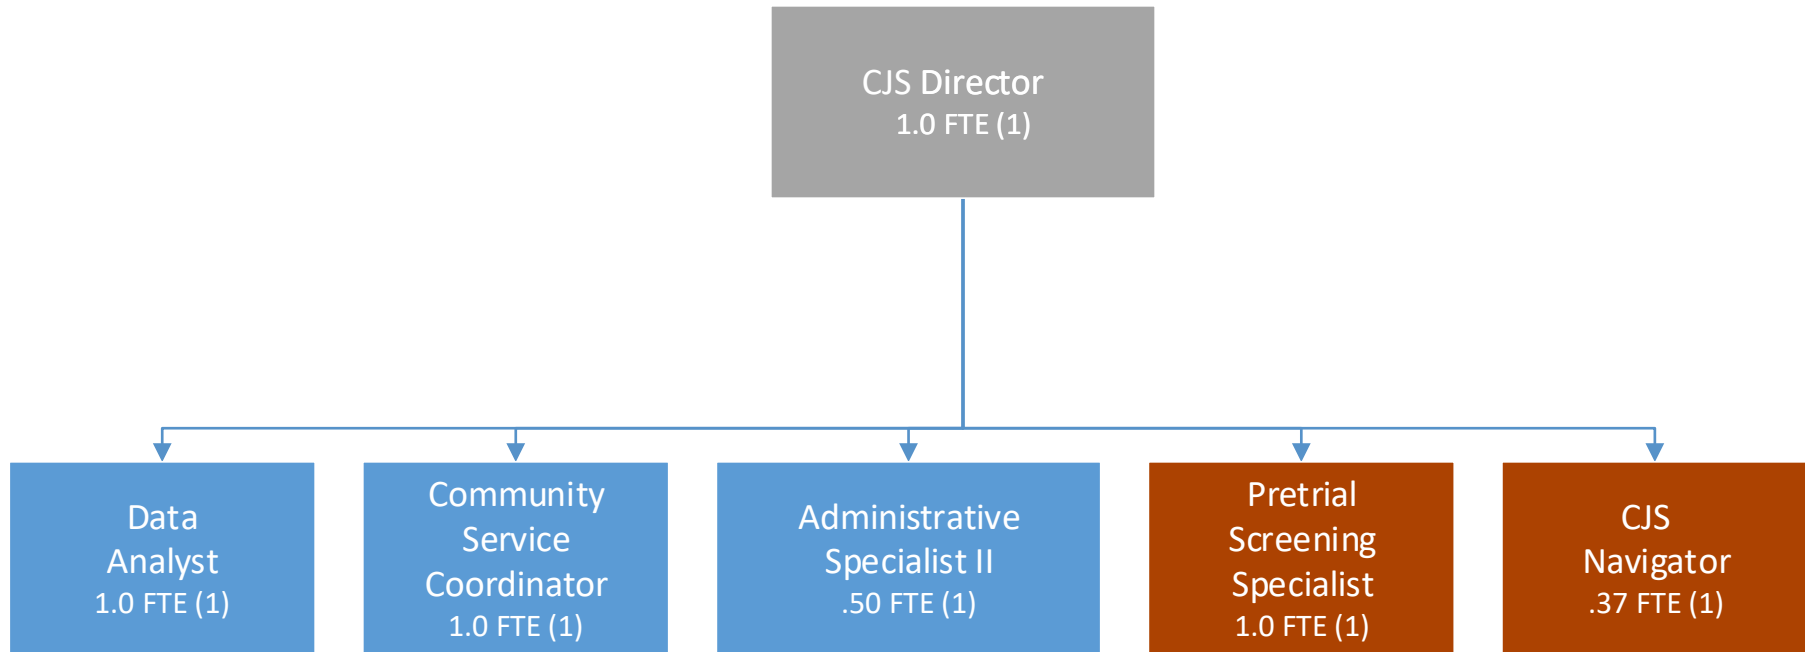 CJS Director
1.0 FTE (1)
Data
Analyst
1.0 FTE (1)
Community
Service
Coordinator
1.0 FTE (1)
Administrative
Specialist II
.50 FTE (1)
Pretrial
Screening
Specialist
1.0 FTE (1)
CJS
Navigator
.37 FTE (1)